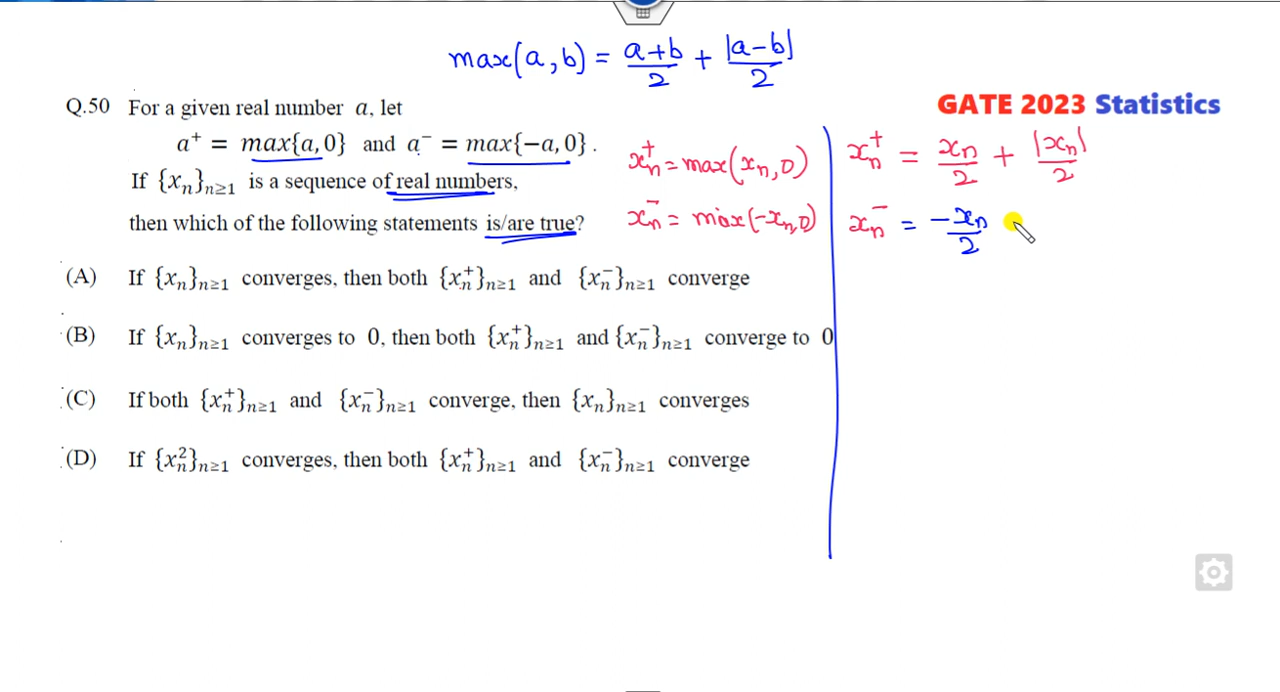 max(a,b) = a+b/2 + |a-b|/2
Q.50 For a given real number a, let
GATE 2023 Statistics
a⁺ = max{a, 0} and a⁻ = max{−a, 0}.
xₙ⁺ = max(xₙ, 0)
xₙ⁺ = xₙ/2 + |xₙ|/2
If {xₙ}ₙ≥₁ is a sequence of real numbers,
then which of the following statements is/are true?
xₙ⁻ = max(-xₙ, 0)
xₙ⁻ = -xₙ/2
(A) If {xₙ}ₙ≥₁ converges, then both {xₙ⁺}ₙ≥₁ and {xₙ⁻}ₙ≥₁ converge
(B) If {xₙ}ₙ≥₁ converges to 0, then both {xₙ⁺}ₙ≥₁ and {xₙ⁻}ₙ≥₁ converge to 0
(C) If both {xₙ⁺}ₙ≥₁ and {xₙ⁻}ₙ≥₁ converge, then {xₙ}ₙ≥₁ converges
(D) If {xₙ²}ₙ≥₁ converges, then both {xₙ⁺}ₙ≥₁ and {xₙ⁻}ₙ≥₁ converge